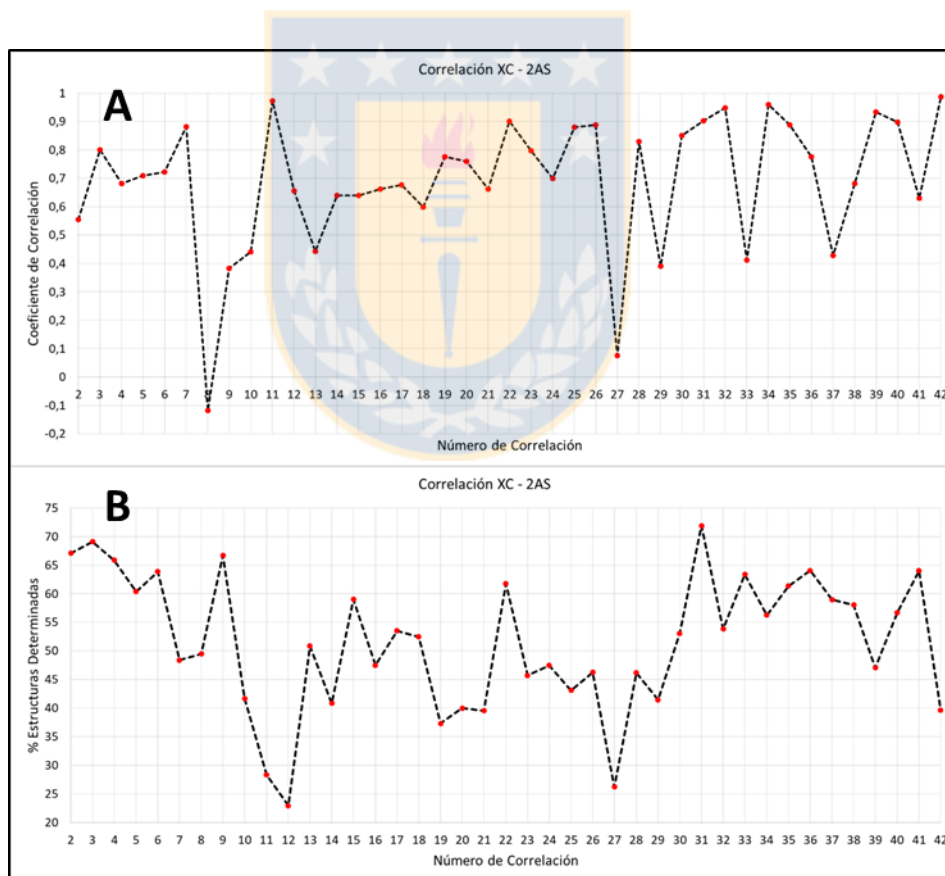 Correlación XC - 2AS
A
1
0,9
0,8
0,7
0,6
0,5
0,4
0,3
0,2
0,1
0
-0,1
-0,2
Coeficiente de Correlación
2 3 4 5 6 7 8 9 10 11 12 13 14 15 16 17 18 19 20 21 22 23 24 25 26 27 28 29 30 31 32 33 34 35 36 37 38 39 40 41 42
Número de Correlación
Correlación XC - 2AS
B
75
70
65
60
55
50
45
40
35
30
25
20
% Estructuras Determinadas
2 3 4 5 6 7 8 9 10 11 12 13 14 15 16 17 18 19 20 21 22 23 24 25 26 27 28 29 30 31 32 33 34 35 36 37 38 39 40 41 42
Número de Correlación